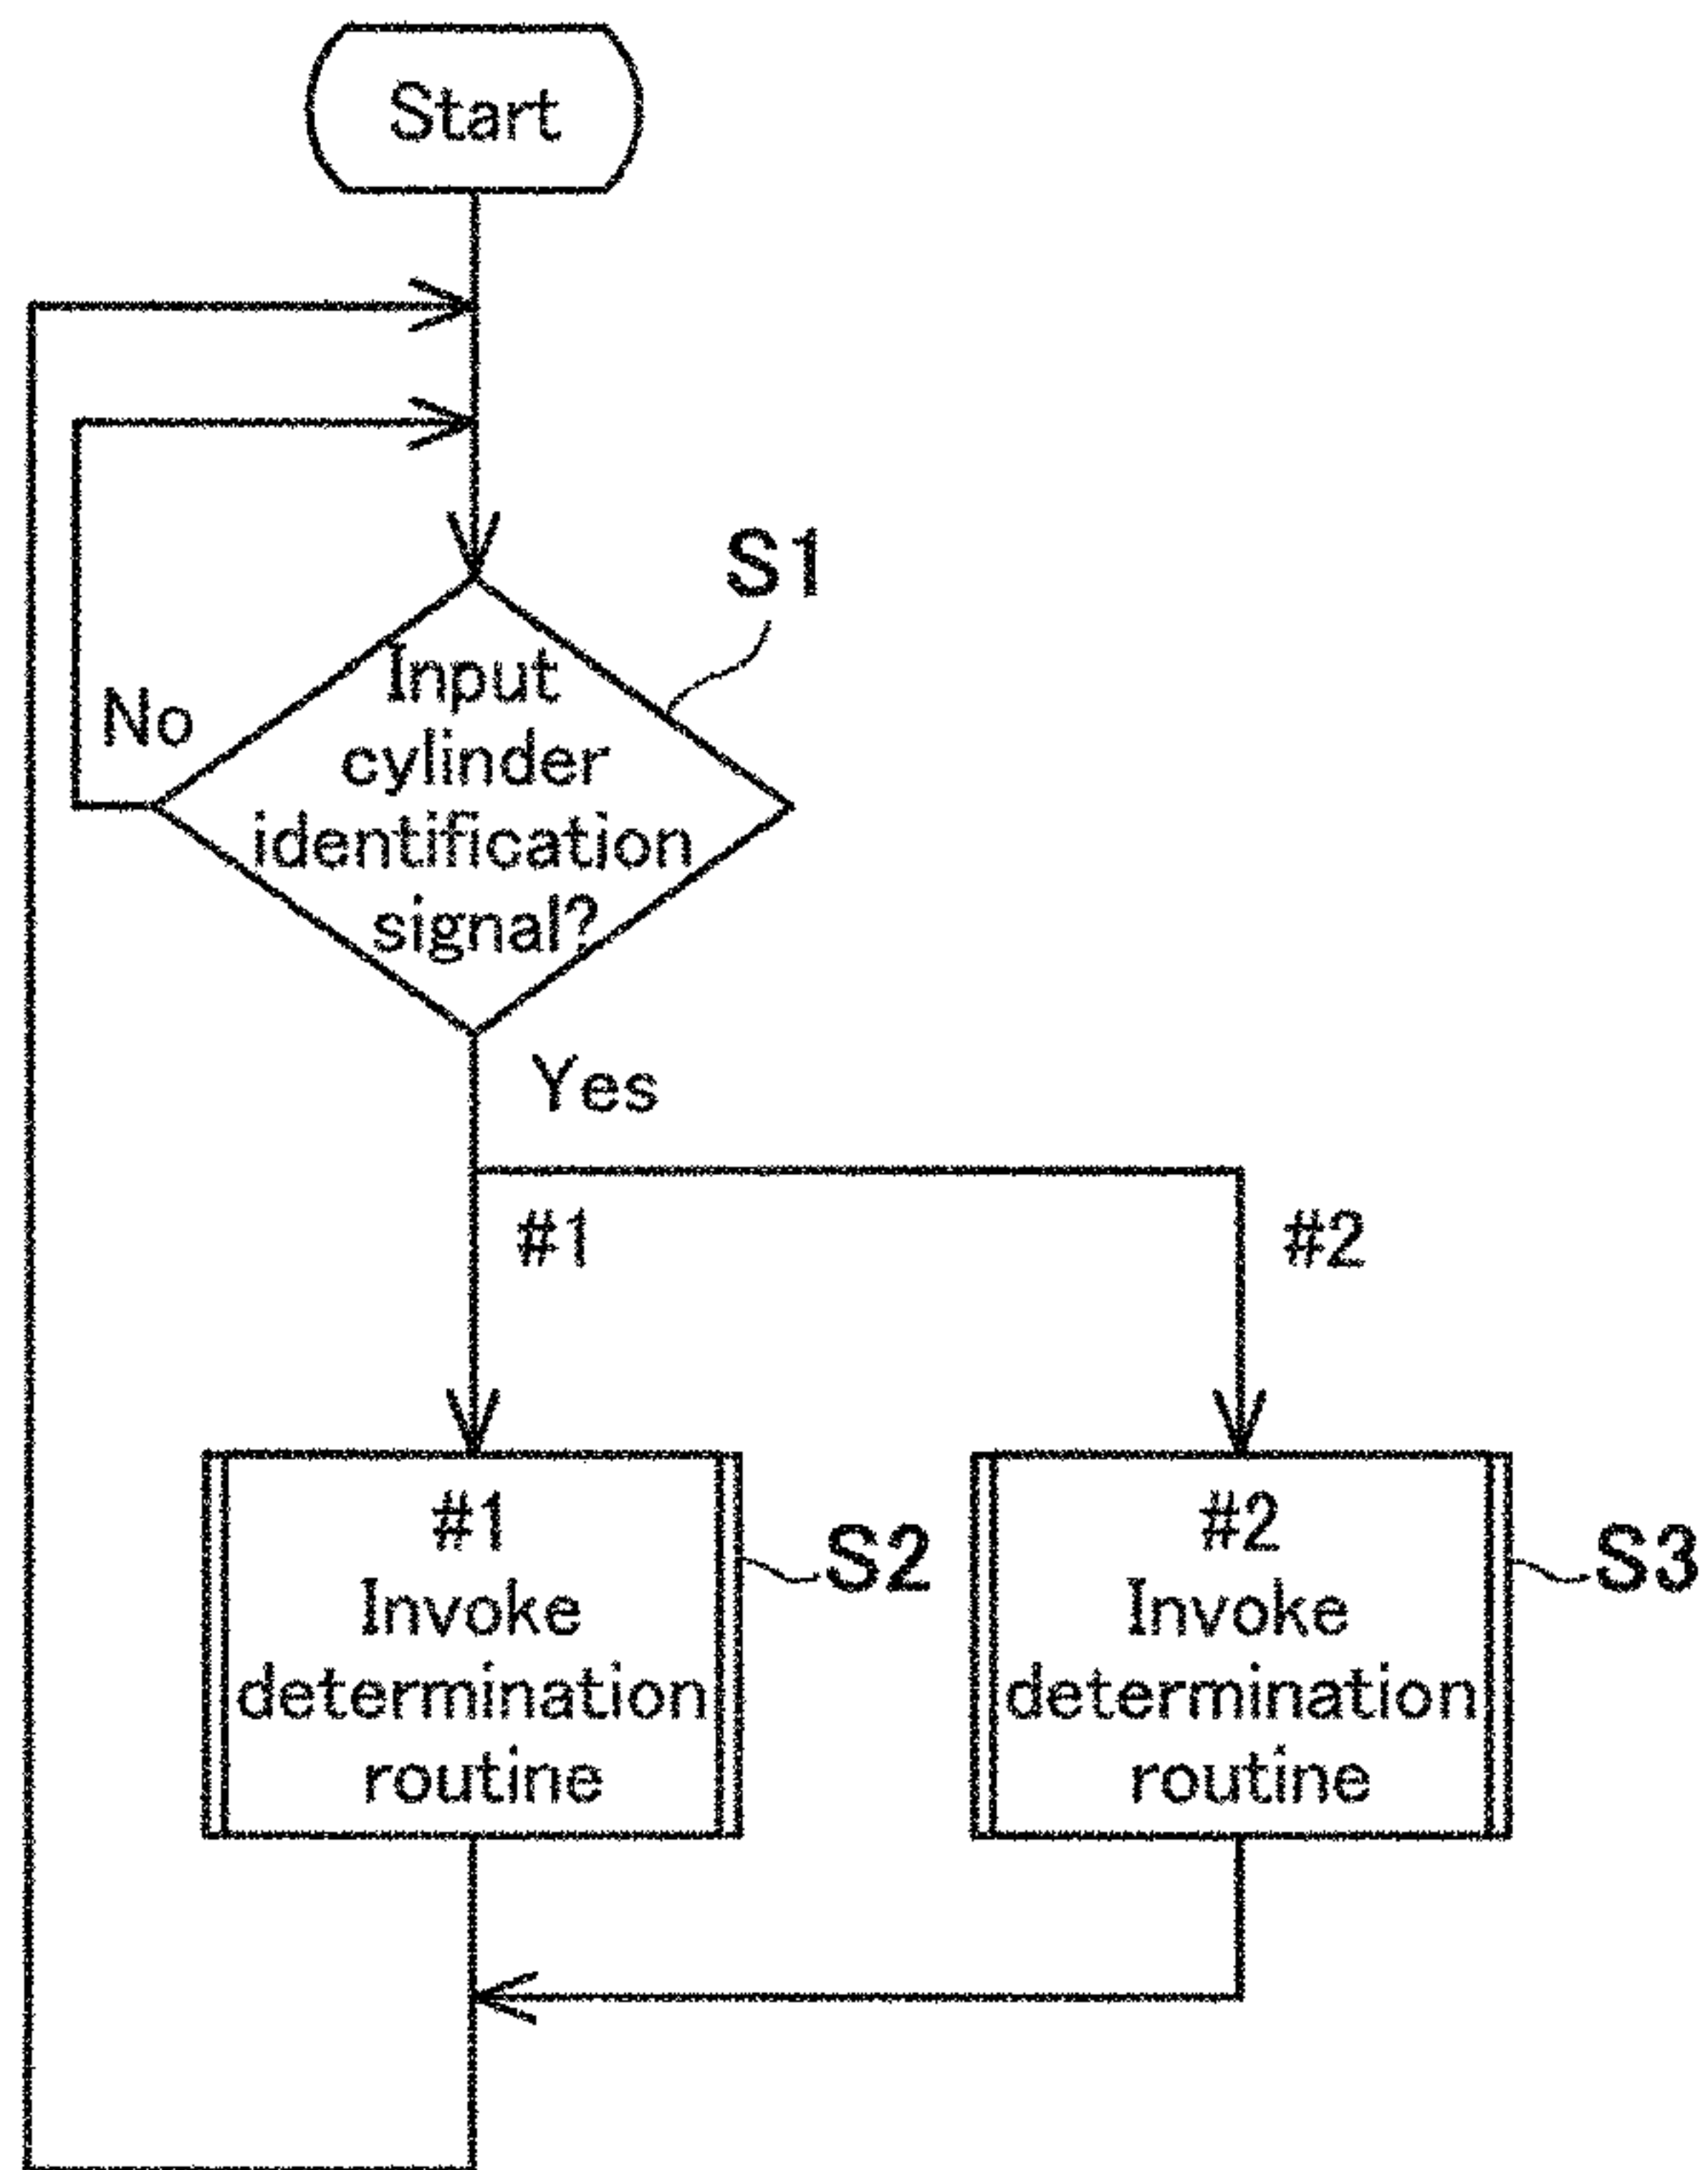 Start
S1
Input
cylinder
identification
signal?
No
Yes
#1
#2
#1
Invoke
determination
routine
S2
#2
Invoke
determination
routine
S3